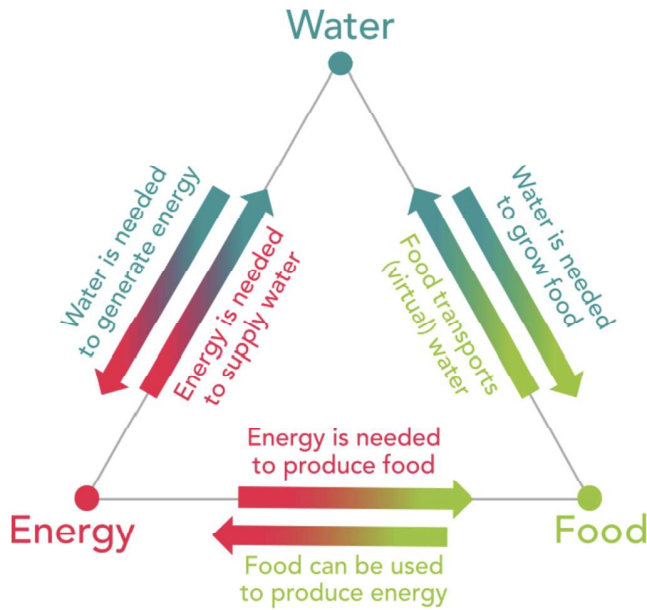 Water
Water is needed
to generate energy
Energy is needed
to supply water
Food transports
(virtual) water
Water is needed
to grow food
Energy is needed
to produce food
Energy
Food
Food can be used
to produce energy